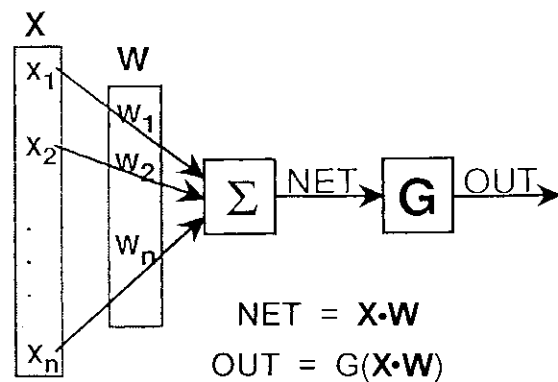 X
W
x1
x2
.
.
.
.
xn
w1
w2
wn
Σ
NET
G
OUT
NET = X·W
OUT = G(X·W)